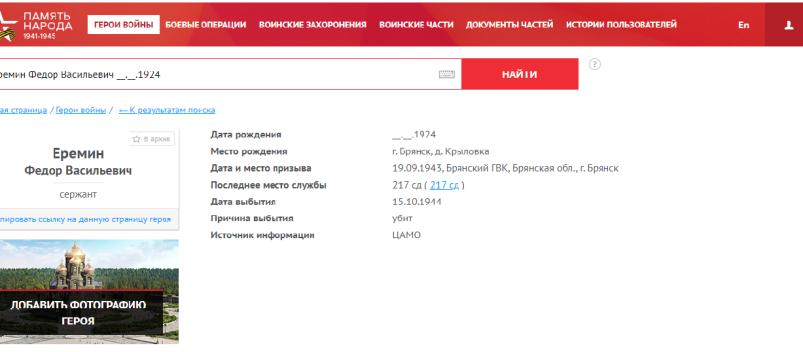 ПАМЯТЬ
НАРОДА
1941-1945
ГЕРОИ ВОЙНЫ БОЕВЫЕ ОПЕРАЦИИ ВОИНСКИЕ ЗАХОРОНЕНИЯ ВОИНСКИЕ ЧАСТИ ДОКУМЕНТЫ ЧАСТЕЙ ИСТОРИИ ПОЛЬЗОВАТЕЛЕЙ En
ремин Федор Васильевич __.__.1924 НАЙТИ ?
ая страница / Герои войны / ← К результатам поиска
В архив
Еремин
Федор Васильевич
сержант
пировать ссылку на данную страницу героя
ДОБАВИТЬ ФОТОГРАФИЮ
ГЕРОЯ
Дата рождения __.__.1924
Место рождения г. Брянск, д. Крыловка
Дата и место призыва 19.09.1943, Брянский ГВК, Брянская обл., г. Брянск
Последнее место службы 217 сд ( 217 сд )
Дата выбытия 15.10.1944
Причина выбытия убит
Источник информации ЦАМО